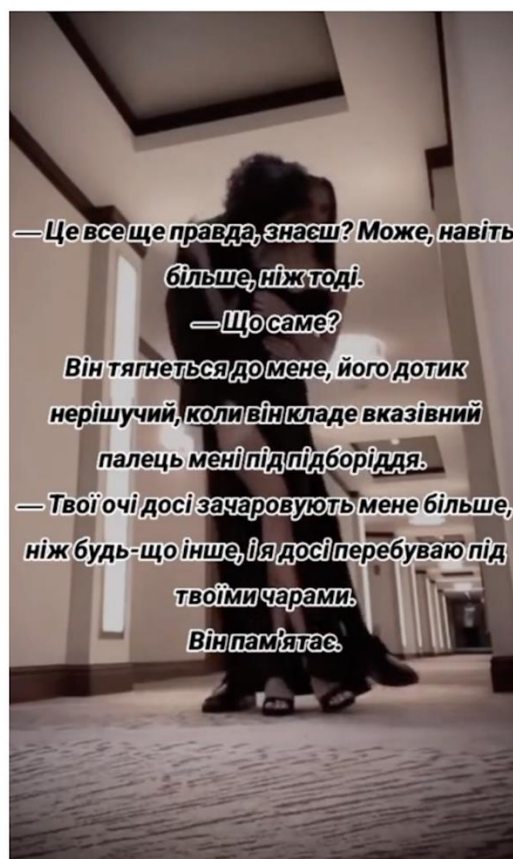 — Це все ще правда, знаєш? Може, навіть
більше, ніж тоді.
— Що саме?
Він тягнеться до мене, його дотик
нерішучий, коли він кладе вказівний
палець мені під підборіддя.
— Твої очі досі зачаровують мене більше,
ніж будь-що інше, і я досі перебуваю під
твоїми чарами.
Він пам'ятає.